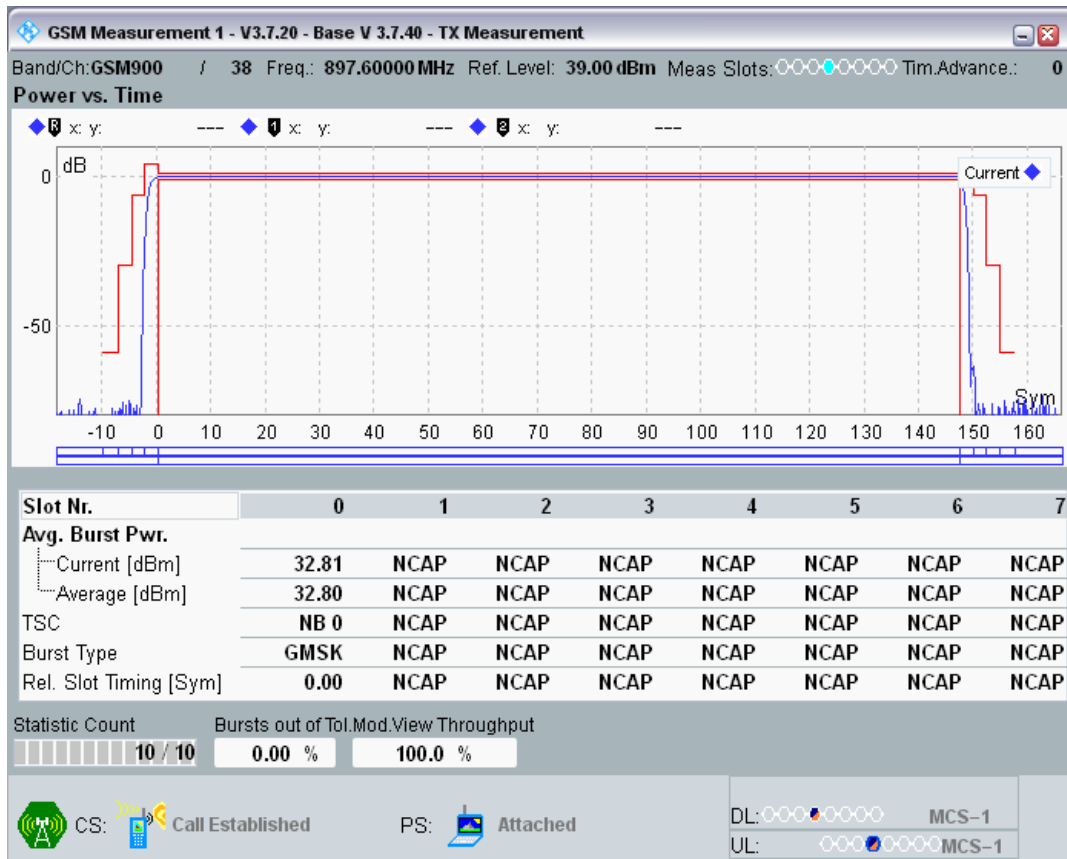 GSM Measurement 1 - V3.7.20 - Base V 3.7.40 - TX Measurement
Band/Ch:GSM900 / 38 Freq.: 897.60000 MHz Ref. Level: 39.00 dBm Meas Slots: Tim.Advance.: 0
Power vs. Time
R x: y: --- 1 x: y: --- 2 x: y: ---
dB
Current
0
-50
Sym
-10 0 10 20 30 40 50 60 70 80 90 100 110 120 130 140 150 160
Slot Nr. 0 1 2 3 4 5 6 7
Avg. Burst Pwr.
Current [dBm] 32.81 NCAP NCAP NCAP NCAP NCAP NCAP NCAP
Average [dBm] 32.80 NCAP NCAP NCAP NCAP NCAP NCAP NCAP
TSC NB 0 NCAP NCAP NCAP NCAP NCAP NCAP NCAP
Burst Type GMSK NCAP NCAP NCAP NCAP NCAP NCAP NCAP
Rel. Slot Timing [Sym] 0.00 NCAP NCAP NCAP NCAP NCAP NCAP NCAP
Statistic Count Bursts out of Tol.Mod.View Throughput
10 / 10 0.00 % 100.0 %
CS: Call Established PS: Attached DL: MCS-1
UL: MCS-1